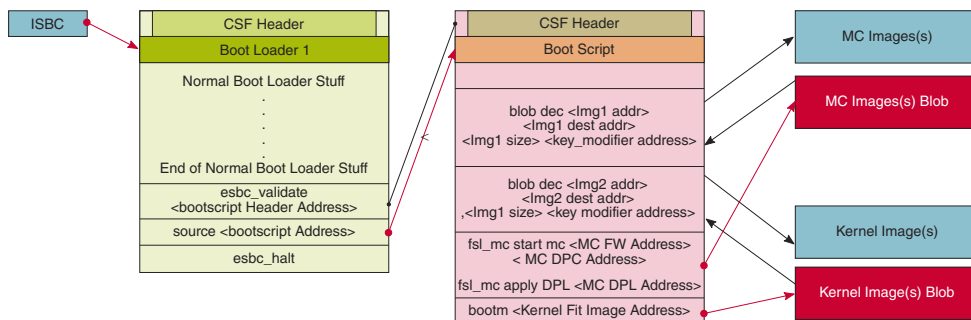 ISBC
CSF Header
Boot Loader 1
Normal Boot Loader Stuff
.
.
.
.
.
End of Normal Boot Loader Stuff
esbc_validate
<bootscript Header Address>
source <bootscript Address>
esbc_halt
<
CSF Header
Boot Script
blob dec <Img1 addr>
<Img1 dest addr)
<Img1 size> <key_modifier address>
blob dec <Img2 addr>
<Img2 dest addr)
,<Img1 size> <key modifier address>
fsl_mc start mc <MC FW Address>
< MC DPC Address)
fsl_mc apply DPL <MC DPL Address)
bootm <Kernel Fit Image Address>
MC Images(s)
MC Images(s) Blob
Kernel Image(s)
Kernel Image(s) Blob